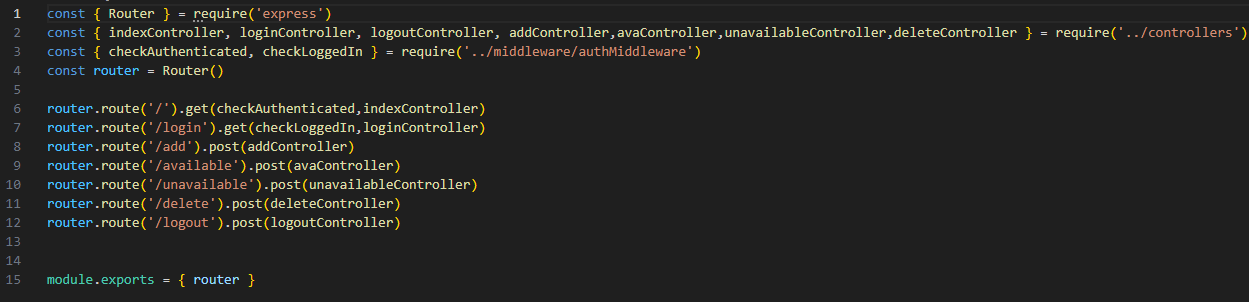 1 const { Router } = require('express')
2 const { indexController, loginController, logoutController, addController,avaController,unavailableController,deleteController } = require('../controllers')
3 const { checkAuthenticated, checkLoggedIn } = require('../middleware/authMiddleware')
4 const router = Router()
5
6 router.route('/').get(checkAuthenticated,indexController)
7 router.route('/login').get(checkLoggedIn,loginController)
8 router.route('/add').post(addController)
9 router.route('/available').post(avaController)
10 router.route('/unavailable').post(unavailableController)
11 router.route('/delete').post(deleteController)
12 router.route('/logout').post(logoutController)
13
14
15 module.exports = { router }